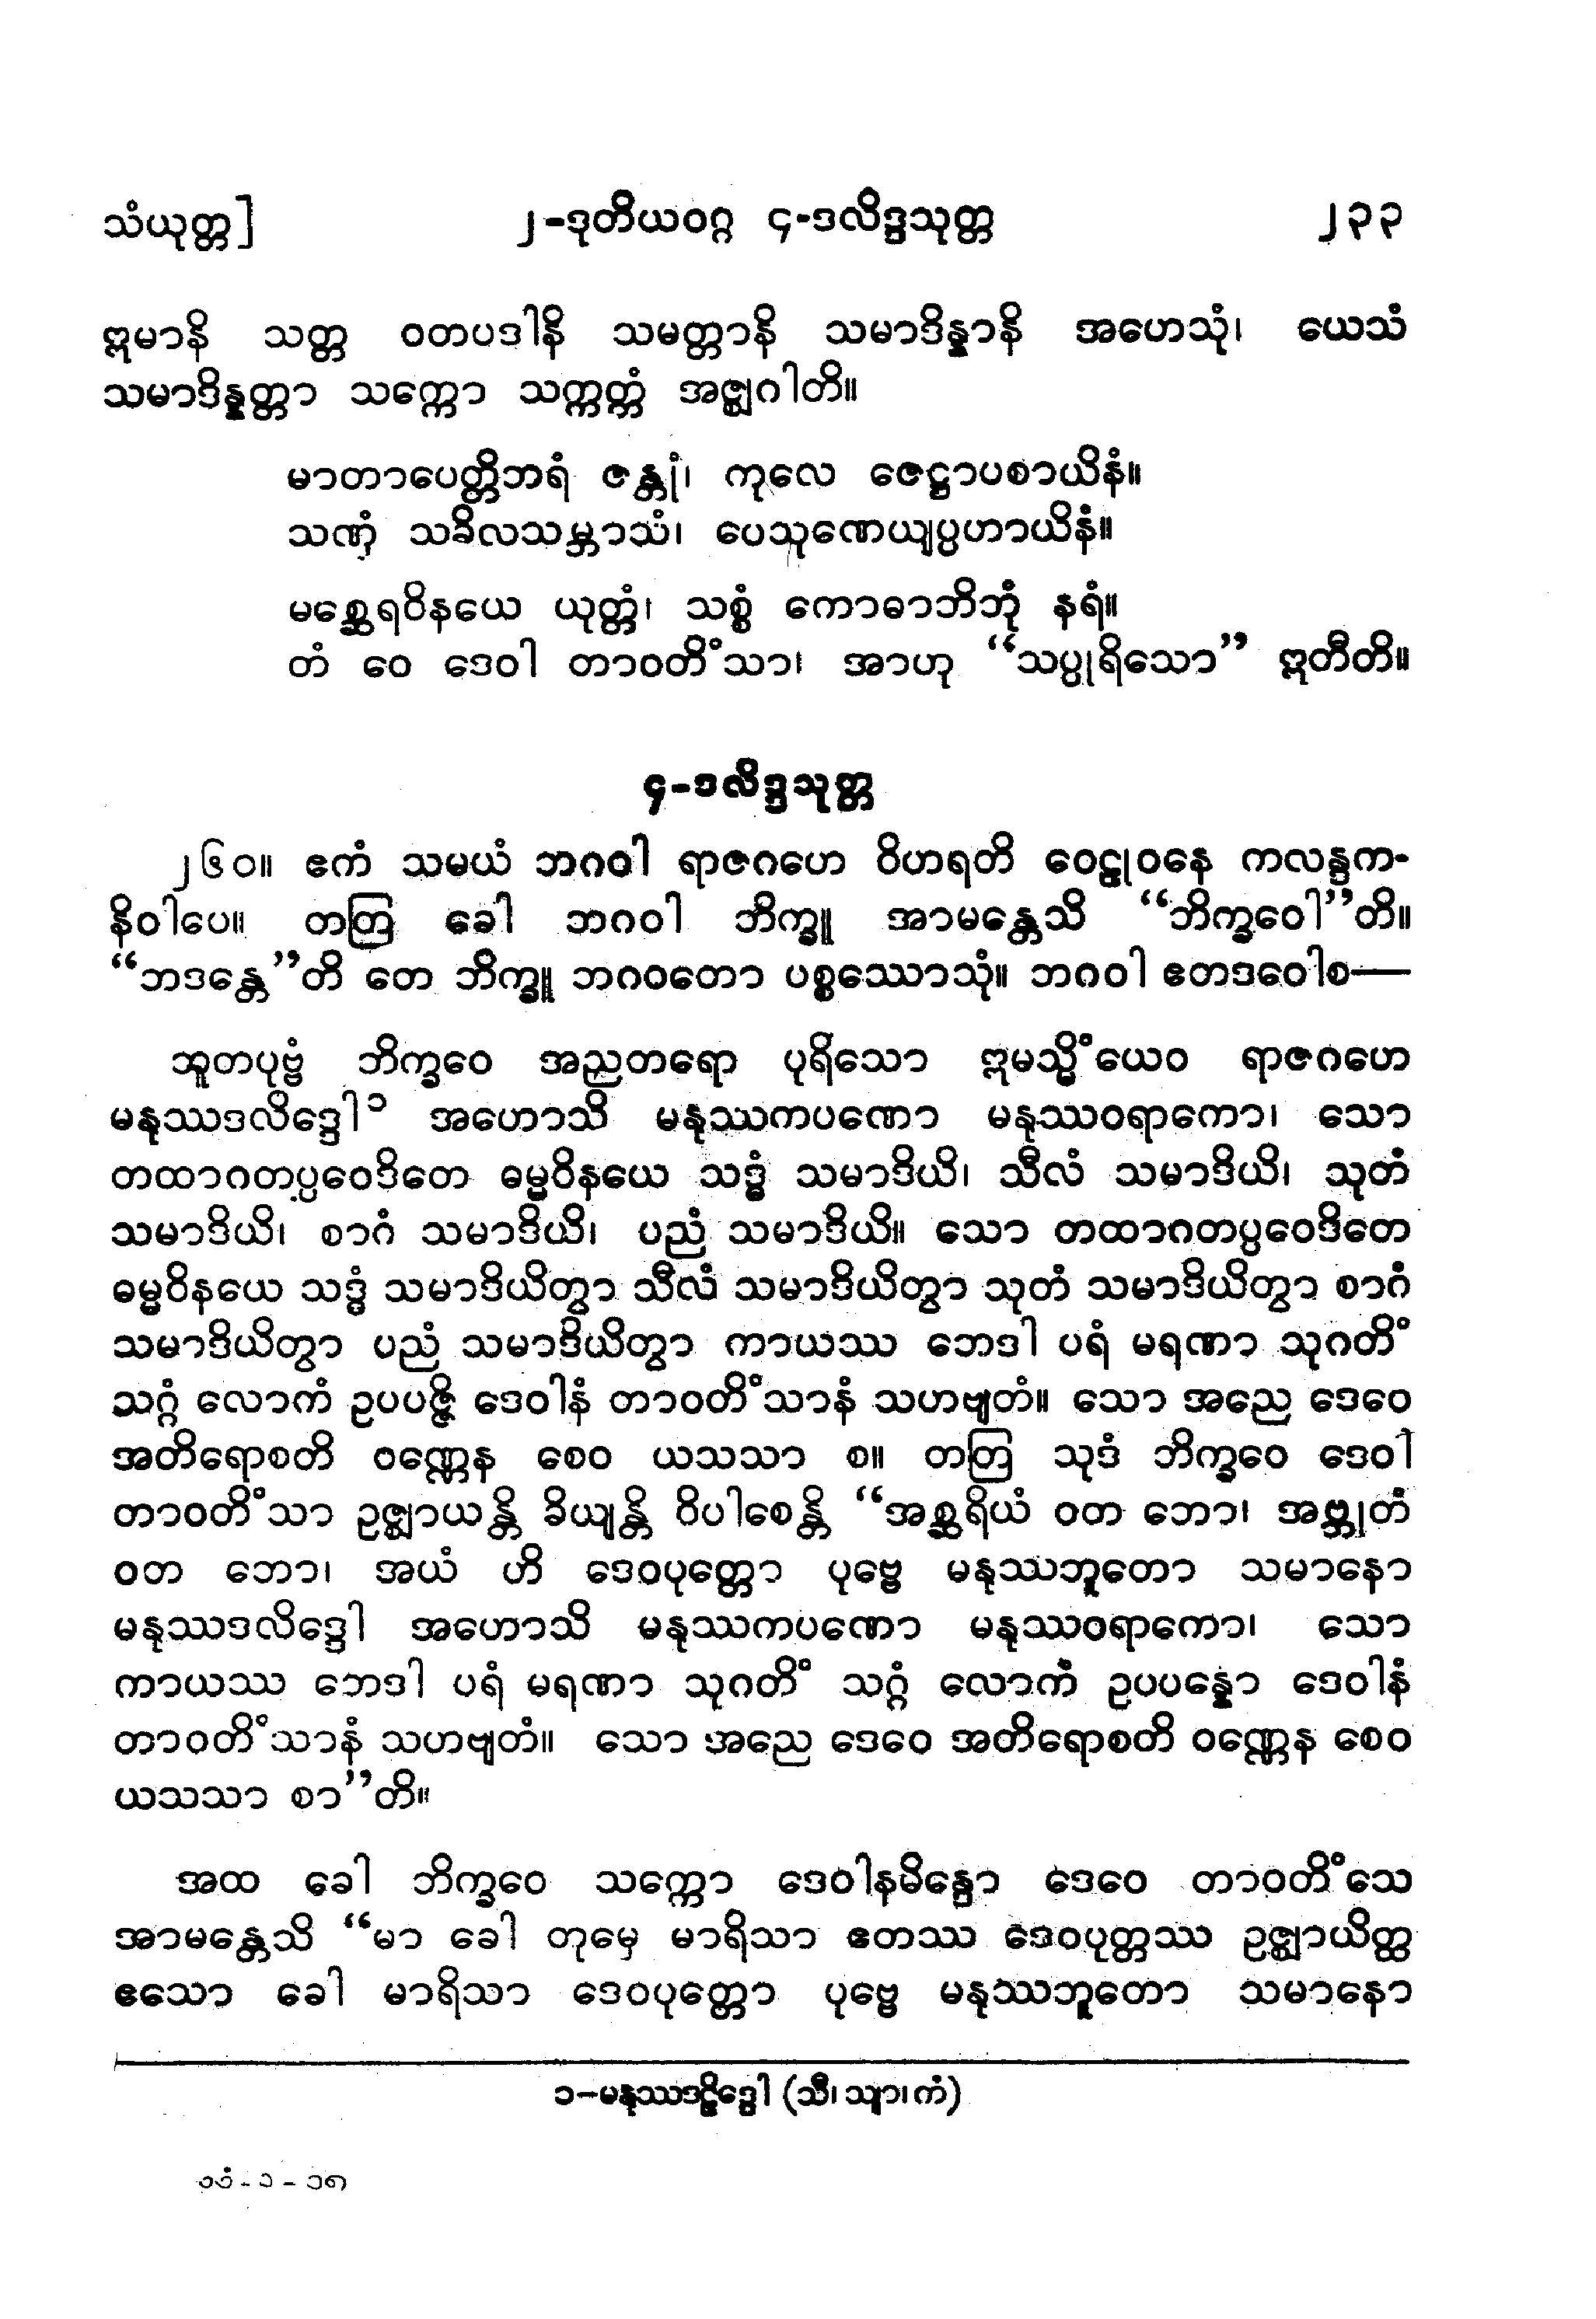 သံယုတ္တ] ၂-ဒုတိယဝဂ္ဂ ၄-ဒလိဒ္ဒသုတ္တ ၂၃၃
ဣမာနိ သတ္တ ဝတပဒါနိ သမတ္တာနိ သမာဒိန္နာနိ အဟေသုံ၊ ယေသံ
သမာဒိန္နတ္တာ သက္ကော သက္ကတ္တံ အဇ္ဈဂါတိ။
မာတာပေတ္တိဘရံ ဇန္တုံ၊ ကုလေ ဇေဋ္ဌာပစာယိနံ။
သဏှံ သခိလသမ္ဘာသံ၊ ပေသုဏေယျပ္ပဟာယိနံ။
မစ္ဆေရဝိနယေ ယုတ္တံ၊ သစ္စံ ကောဓာဘိဘုံ နရံ။
တံ ဝေ ဒေဝါ တာဝတိံသာ၊ အာဟု “သပ္ပုရိသော” ဣတီတိ။
၄-ဒလိဒ္ဒသုတ္တ
၂၆၀။ ဧကံ သမယံ ဘဂဝါ ရာဇဂဟေ ဝိဟရတိ ဝေဠုဝနေ ကလန္ဒက-
နိဝါပေ။ တတြ ခေါ ဘဂဝါ ဘိက္ခူ အာမန္တေသိ “ဘိက္ခဝေါ”တိ။
“ဘဒန္တေ”တိ တေ ဘိက္ခူ ဘဂဝတော ပစ္စဿောသုံ။ ဘဂဝါ ဧတဒဝေါစ—
ဘူတပုဗ္ဗံ ဘိက္ခဝေ အညတရော ပုရိသော ဣမသ္မိံယေဝ ရာဇဂဟေ
မနုဿဒလိဒ္ဒေါ၁ အဟောသိ မနုဿကပဏော မနုဿဝရာကော၊ သော
တထာဂတပ္ပဝေဒိတေ ဓမ္မဝိနယေ သဒ္ဓံ သမာဒိယိ၊ သီလံ သမာဒိယိ၊ သုတံ
သမာဒိယိ၊ စာဂံ သမာဒိယိ၊ ပညံ သမာဒိယိ။ သော တထာဂတပ္ပဝေဒိတေ
ဓမ္မဝိနယေ သဒ္ဓံ သမာဒိယိတွာ သီလံ သမာဒိယိတွာ သုတံ သမာဒိယိတွာ စာဂံ
သမာဒိယိတွာ ပညံ သမာဒိယိတွာ ကာယဿ ဘေဒါ ပရံ မရဏာ သုဂတိံ
သဂ္ဂံ လောကံ ဥပပဇ္ဇိ ဒေဝါနံ တာဝတိံသာနံ သဟဗျတံ။ သော အညေ ဒေဝေ
အတိရောစတိ ဝဏ္ဏေန စေဝ ယသသာ စ။ တတြ သုဒံ ဘိက္ခဝေ ဒေဝါ
တာဝတိံသာ ဥဇ္ဈာယန္တိ ခိယျန္တိ ဝိပါစေန္တိ “အစ္ဆရိယံ ဝတ ဘော၊ အဗ္ဘုတံ
ဝတ ဘော၊ အယံ ဟိ ဒေဝပုတ္တော ပုဗ္ဗေ မနုဿဘူတော သမာနော
မနုဿဒလိဒ္ဒေါ အဟောသိ မနုဿကပဏော မနုဿဝရာကော၊ သော
ကာယဿ ဘေဒါ ပရံ မရဏာ သုဂတိံ သဂ္ဂံ လောကံ ဥပပန္နော ဒေဝါနံ
တာဝတိံသာနံ သဟဗျတံ။ သော အညေ ဒေဝေ အတိရောစတိ ဝဏ္ဏေန စေဝ
ယသသာ စာ”တိ။
အထ ခေါ ဘိက္ခဝေ သက္ကော ဒေဝါနမိန္ဒော ဒေဝေ တာဝတိံသေ
အာမန္တေသိ “မာ ခေါ တုမှေ မာရိသာ ဧတဿ ဒေဝပုတ္တဿ ဥဇ္ဈာယိတ္ထ
ဧသော ခေါ မာရိသာ ဒေဝပုတ္တော ပုဗ္ဗေ မနုဿဘူတော သမာနော
၁-မနုဿဒဠိဒ္ဒေါ (သီ၊ သျာ၊ ကံ)